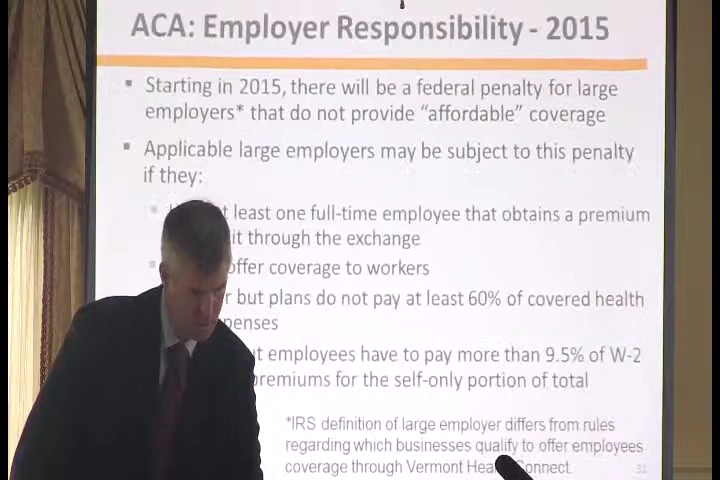 ACA: Employer Responsibility - 2015
Starting in 2015, there will be a federal penalty for large
employers* that do not provide “affordable” coverage
Applicable large employers may be subject to this penalty
if they:
t least one full-time employee that obtains a premium
it through the exchange
offer coverage to workers
r but plans do not pay at least 60% of covered health
penses
ut employees have to pay more than 9.5% of W-2
premiums for the self-only portion of total
*IRS definition of large employer differs from rules
regarding which businesses qualify to offer employees
coverage through Vermont Hea Connect.
31